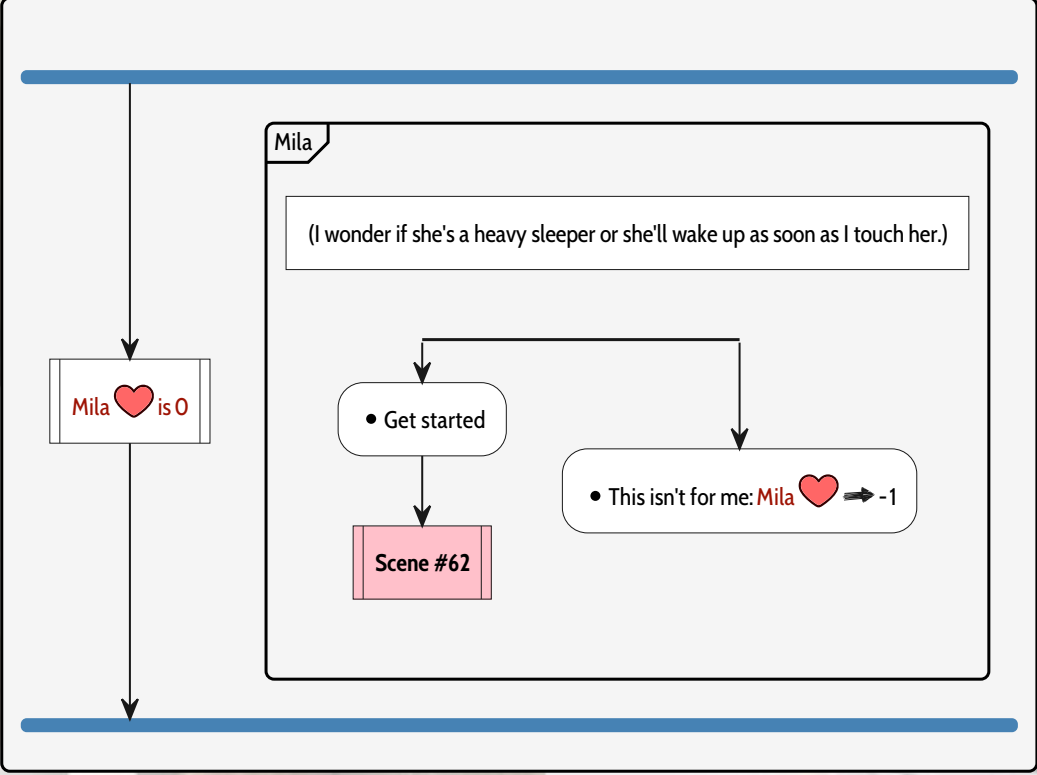 Mila
(I wonder if she's a heavy sleeper or she'll wake up as soon as I touch her.)
Mila is 0
• Get started
• This isn't for me: Mila -1
Scene #62